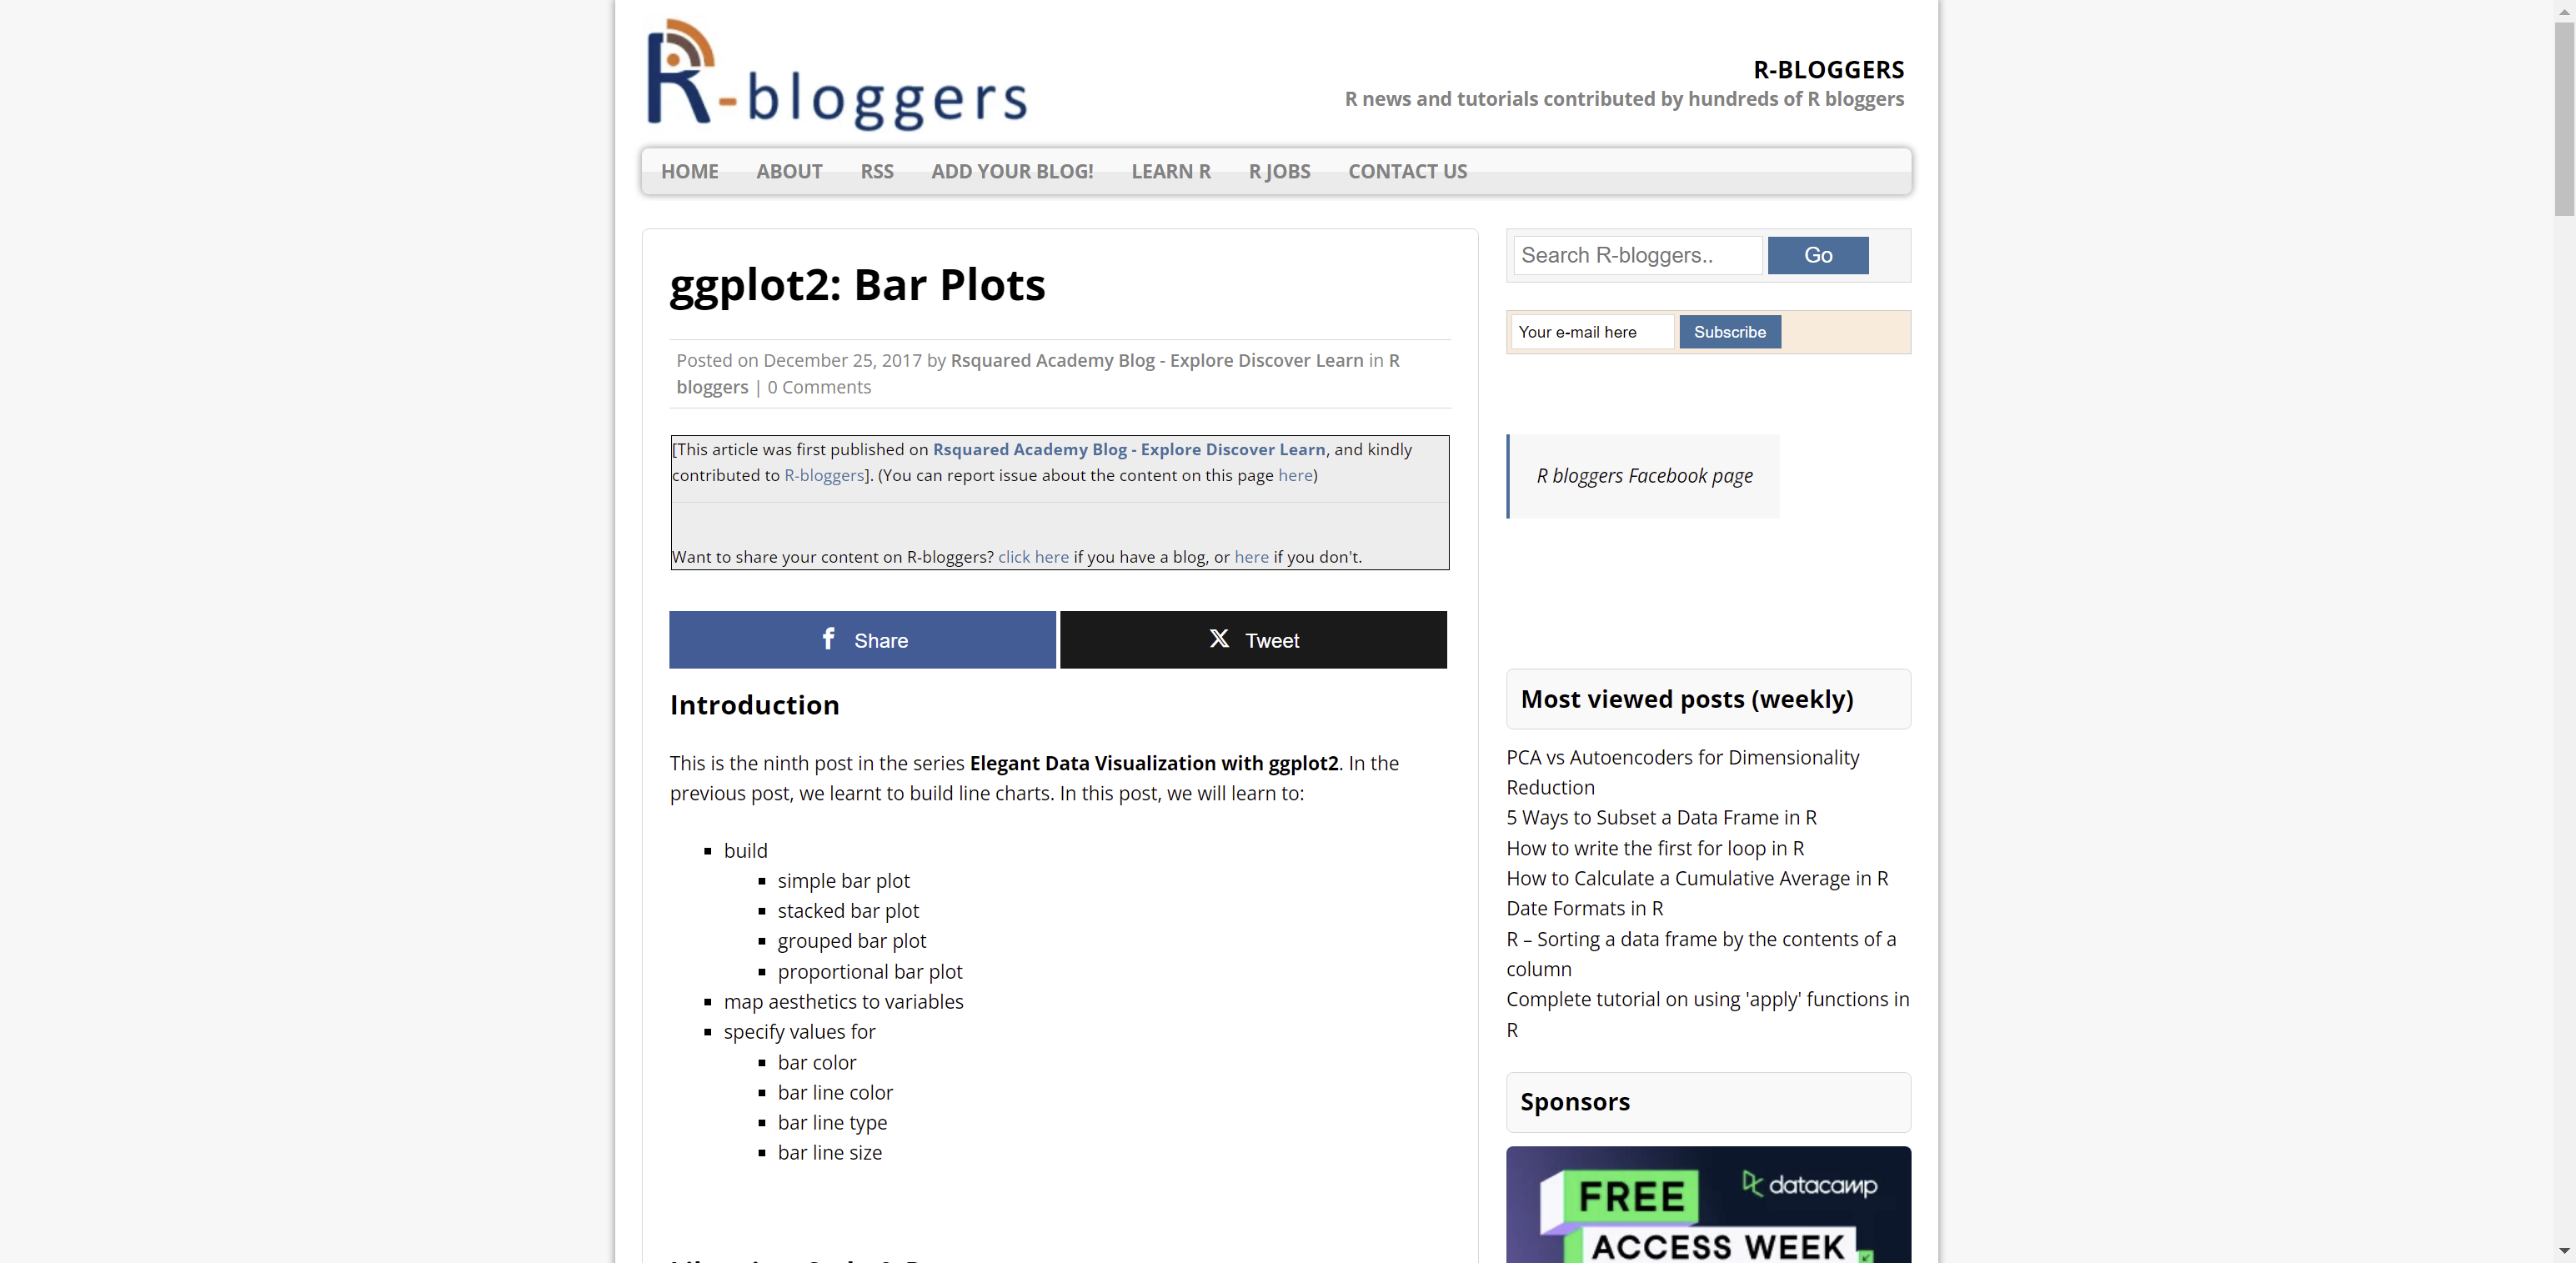 R-bloggers
R-BLOGGERS
R news and tutorials contributed by hundreds of R bloggers
HOME ABOUT RSS ADD YOUR BLOG! LEARN R R JOBS CONTACT US
ggplot2: Bar Plots
Posted on December 25, 2017 by Rsquared Academy Blog - Explore Discover Learn in R
bloggers | 0 Comments
[This article was first published on Rsquared Academy Blog - Explore Discover Learn, and kindly
contributed to R-bloggers]. (You can report issue about the content on this page here)
Want to share your content on R-bloggers? click here if you have a blog, or here if you don't.
Share
Tweet
Introduction
This is the ninth post in the series Elegant Data Visualization with ggplot2. In the
previous post, we learnt to build line charts. In this post, we will learn to:
build
simple bar plot
stacked bar plot
grouped bar plot
proportional bar plot
map aesthetics to variables
specify values for
bar color
bar line color
bar line type
bar line size
Search R-bloggers..
Go
Your e-mail here
Subscribe
R bloggers Facebook page
Most viewed posts (weekly)
PCA vs Autoencoders for Dimensionality
Reduction
5 Ways to Subset a Data Frame in R
How to write the first for loop in R
How to Calculate a Cumulative Average in R
Date Formats in R
R – Sorting a data frame by the contents of a
column
Complete tutorial on using 'apply' functions in
R
Sponsors
FREE
datacamp
ACCESS WEEK